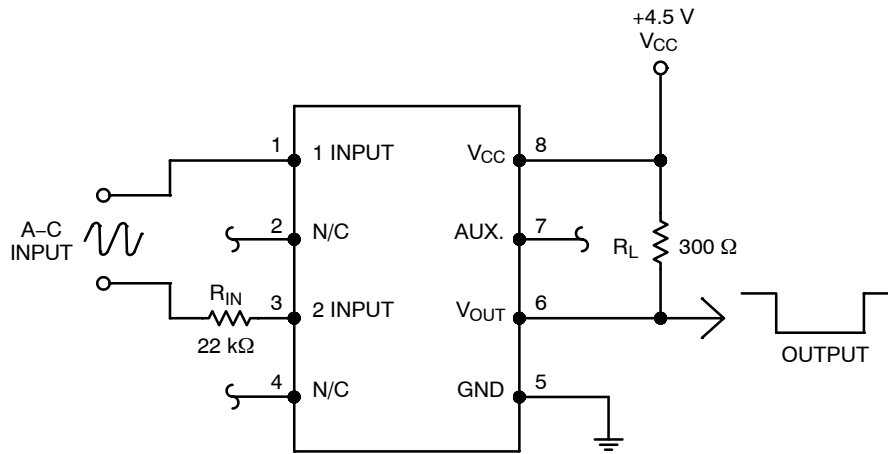 +4.5 V
VCC
1
1 INPUT
VCC
8
A–C
INPUT
2
N/C
AUX.
7
RL
300 Ω
RIN
22 kΩ
3
2 INPUT
VOUT
6
OUTPUT
4
N/C
GND
5